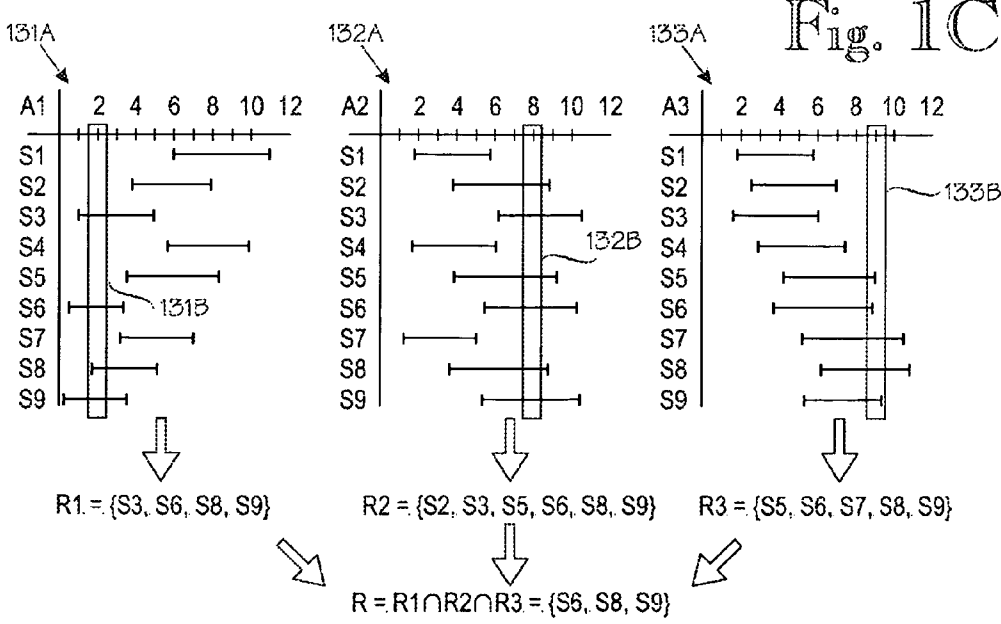 Fig. 1C
131A 132A 133A
A1 2 4 6 8 10 12 A2 2 4 6 8 10 12 A3 2 4 6 8 10 12
S1 S1 S1
S2 S2 S2 133B
S3 S3 S3
S4 S4 132B S4
S5 S5 S5
S6 131B S6 S6
S7 S7 S7
S8 S8 S8
S9 S9 S9
R1 = {S3, S6, S8, S9} R2 = {S2, S3, S5, S6, S8, S9} R3 = {S5, S6, S7, S8, S9}
R = R1∩R2∩R3 = {S6, S8, S9}